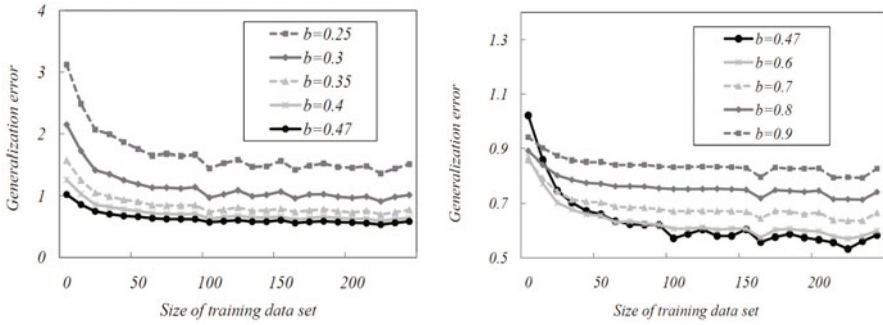 Generalization error
4
3
2
1
0
b=0.25
b=0.3
b=0.35
b=0.4
b=0.47
0 50 100 150 200
Size of training data set
Generalization error
1.3
1.1
0.9
0.7
0.5
b=0.47
b=0.6
b=0.7
b=0.8
b=0.9
0 50 100 150 200
Size of training data set